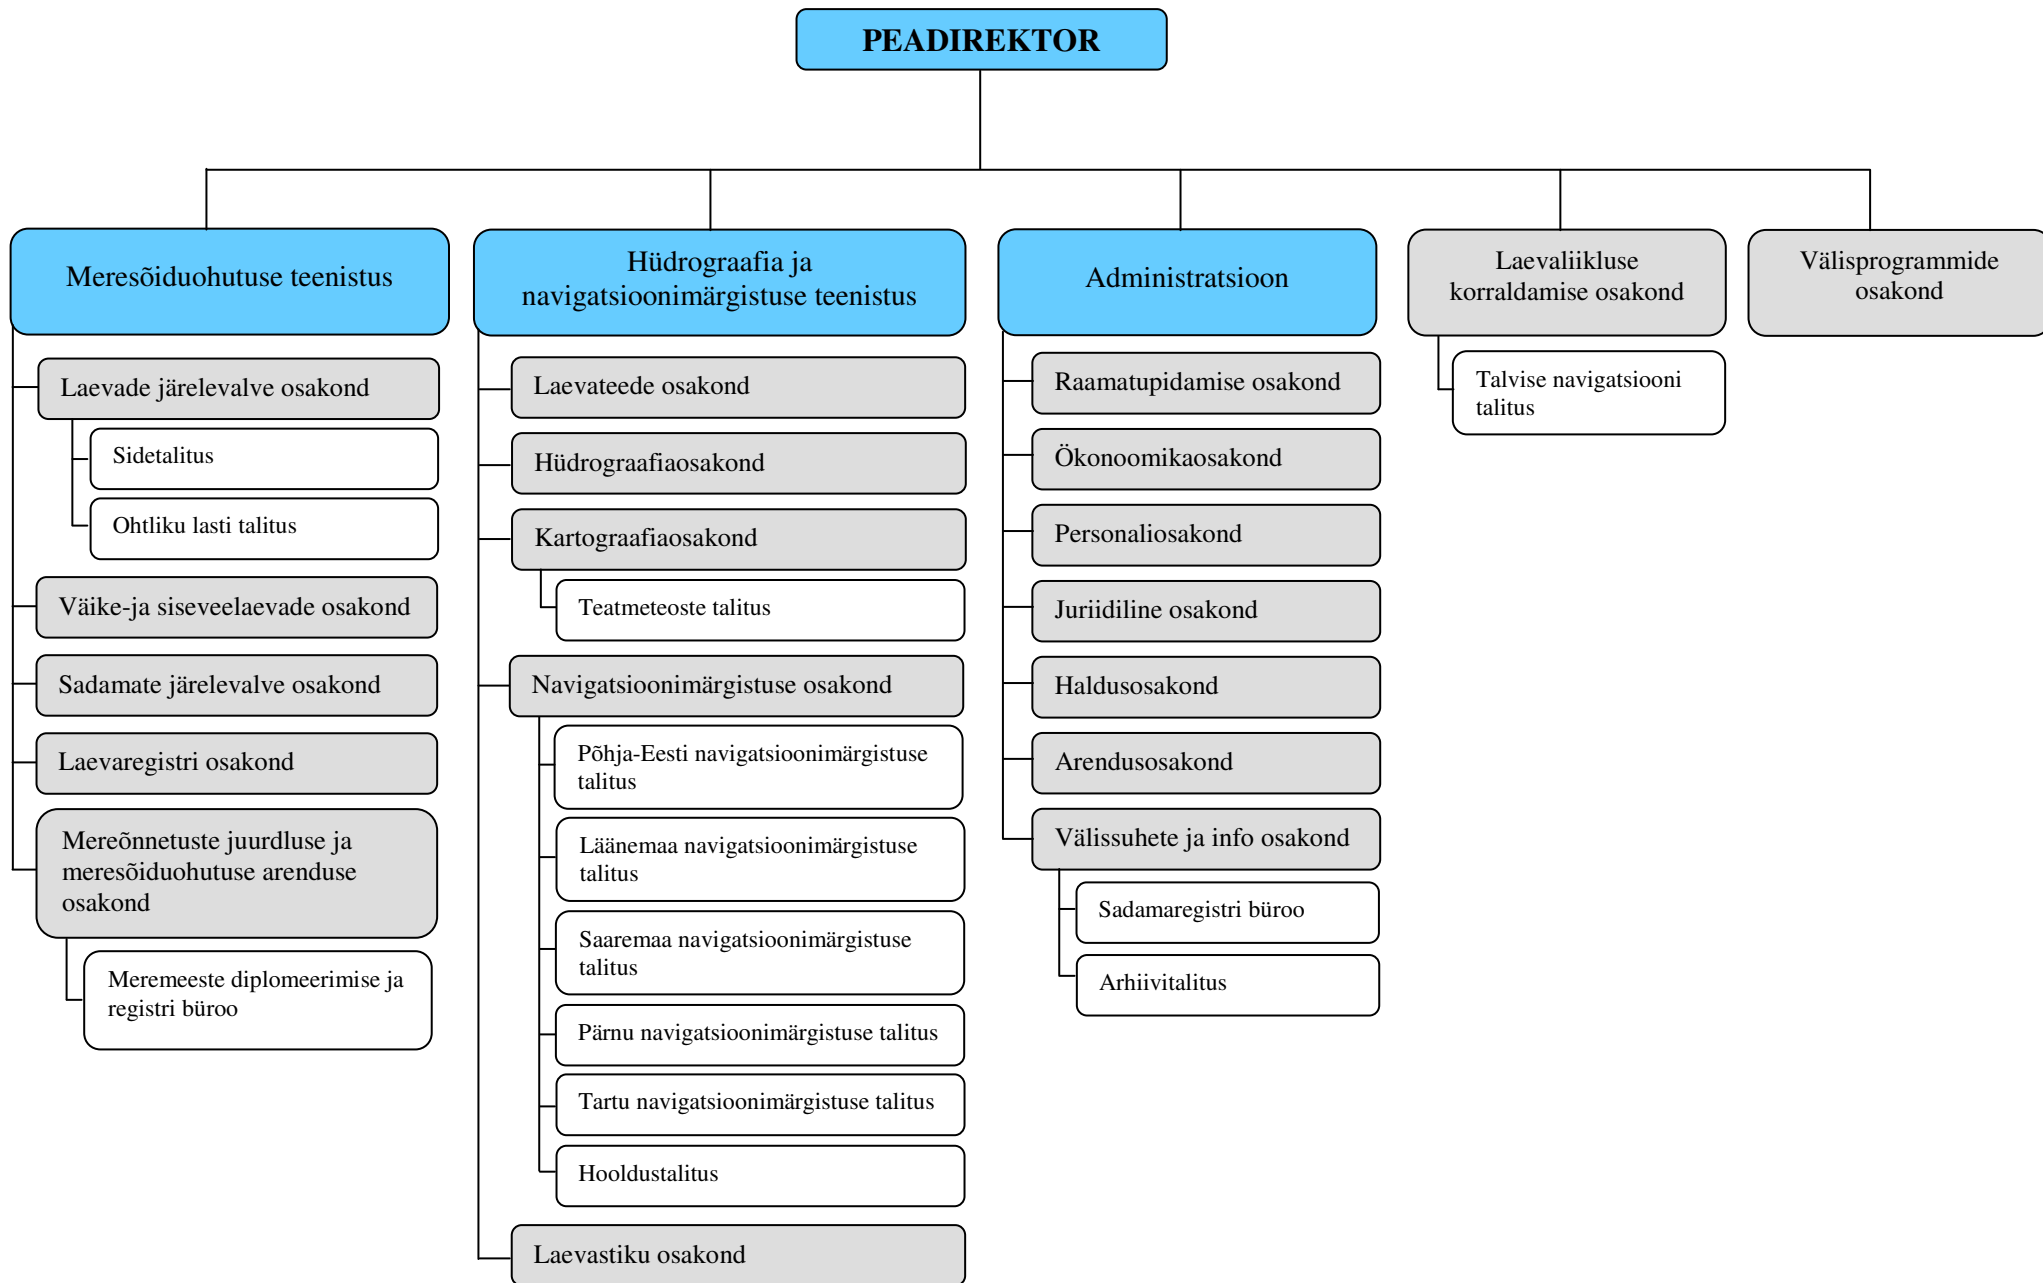 PEADIREKTOR
Meresõiduohutuse teenistus
Laevade järelevalve osakond
Sidetalitus
Ohtliku lasti talitus
Väike-ja siseveelaevade osakond
Sadamate järelevalve osakond
Laevaregistri osakond
Mereõnnetuste juurdluse ja
meresõiduohutuse arenduse
osakond
Meremeeste diplomeerimise ja
registri büroo
Hüdrograafia ja
navigatsioonimärgistuse teenistus
Laevateede osakond
Hüdrograafiaosakond
Kartograafiaosakond
Teatmeteoste talitus
Navigatsioonimärgistuse osakond
Põhja-Eesti navigatsioonimärgistuse
talitus
Läänemaa navigatsioonimärgistuse
talitus
Saaremaa navigatsioonimärgistuse
talitus
Pärnu navigatsioonimärgistuse talitus
Tartu navigatsioonimärgistuse talitus
Hooldustalitus
Laevastiku osakond
Administratsioon
Raamatupidamise osakond
Ökonoomikaosakond
Personaliosakond
Juriidiline osakond
Haldusosakond
Arendusosakond
Välissuhete ja info osakond
Sadamaregistri büroo
Arhiivitalitus
Laevaliikluse
korraldamise osakond
Talvise navigatsiooni
talitus
Välisprogrammide
osakond